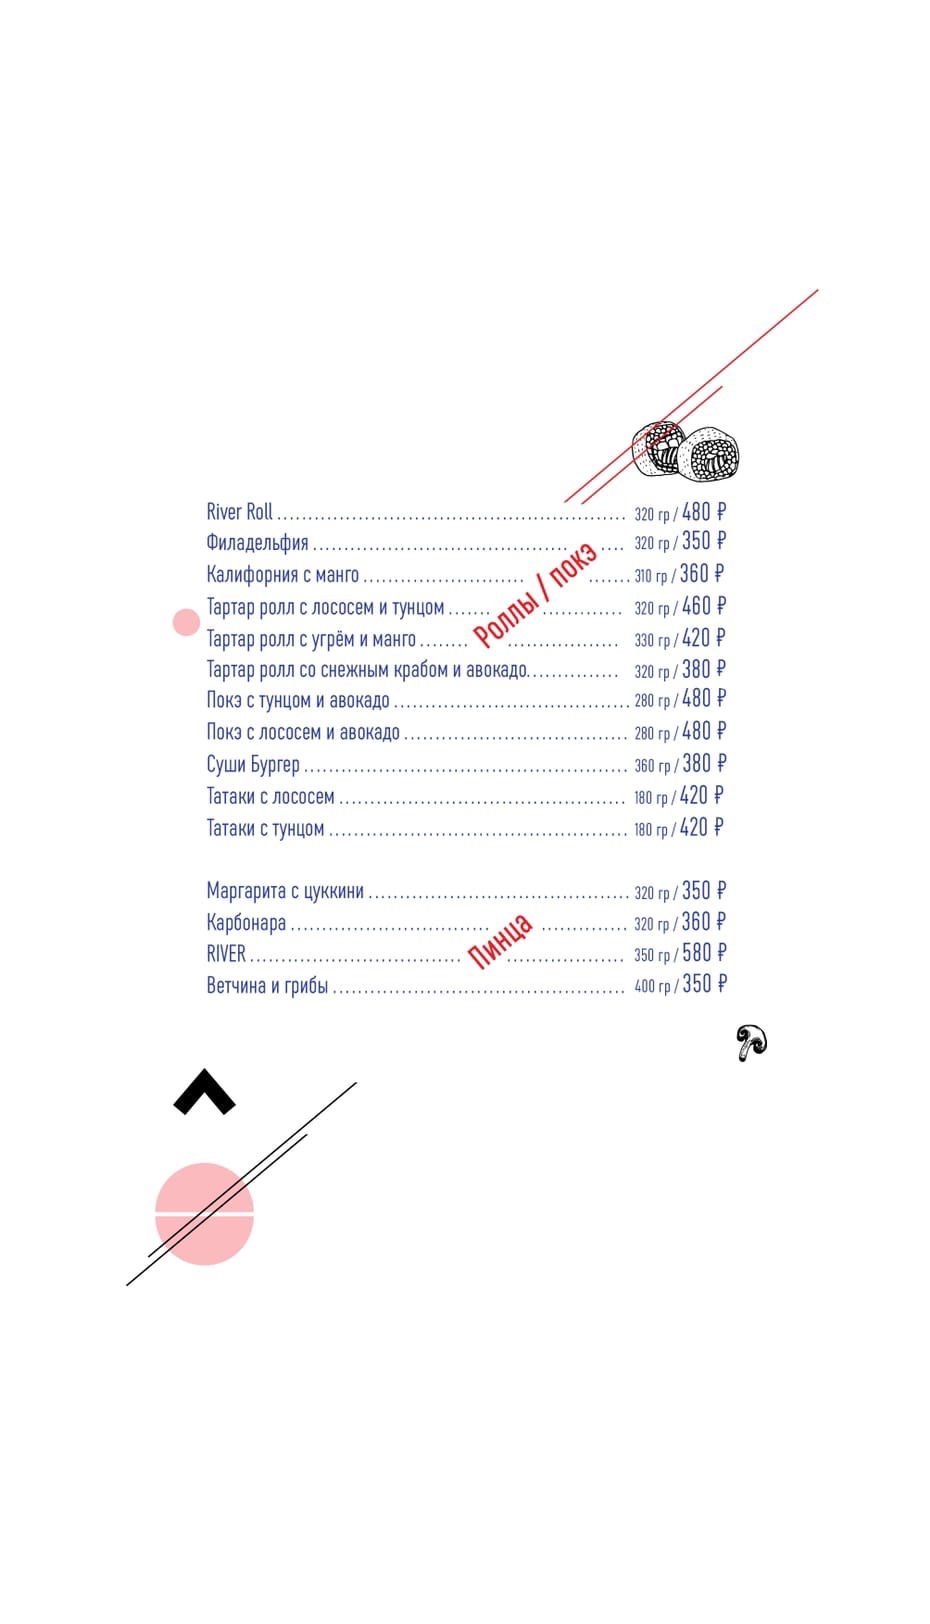 River Roll ........ 320 гр / 480 ₽
Филадельфия ........ 320 гр / 350 ₽
Калифорния с манго ........ 310 гр / 360 ₽
Роллы / покэ
Тартар ролл с лососем и тунцом ........ 320 гр / 460 ₽
Тартар ролл с угрём и манго ........ 330 гр / 420 ₽
Тартар ролл со снежным крабом и авокадо ........ 320 гр / 380 ₽
Покэ с тунцом и авокадо ........ 280 гр / 480 ₽
Покэ с лососем и авокадо ........ 280 гр / 480 ₽
Суши Бургер ........ 360 гр / 380 ₽
Татаки с лососем ........ 180 гр / 420 ₽
Татаки с тунцом ........ 180 гр / 420 ₽
Маргарита с цуккини ........ 320 гр / 350 ₽
Карбонара ........ 320 гр / 360 ₽
Пинца
RIVER ........ 350 гр / 580 ₽
Ветчина и грибы ........ 400 гр / 350 ₽